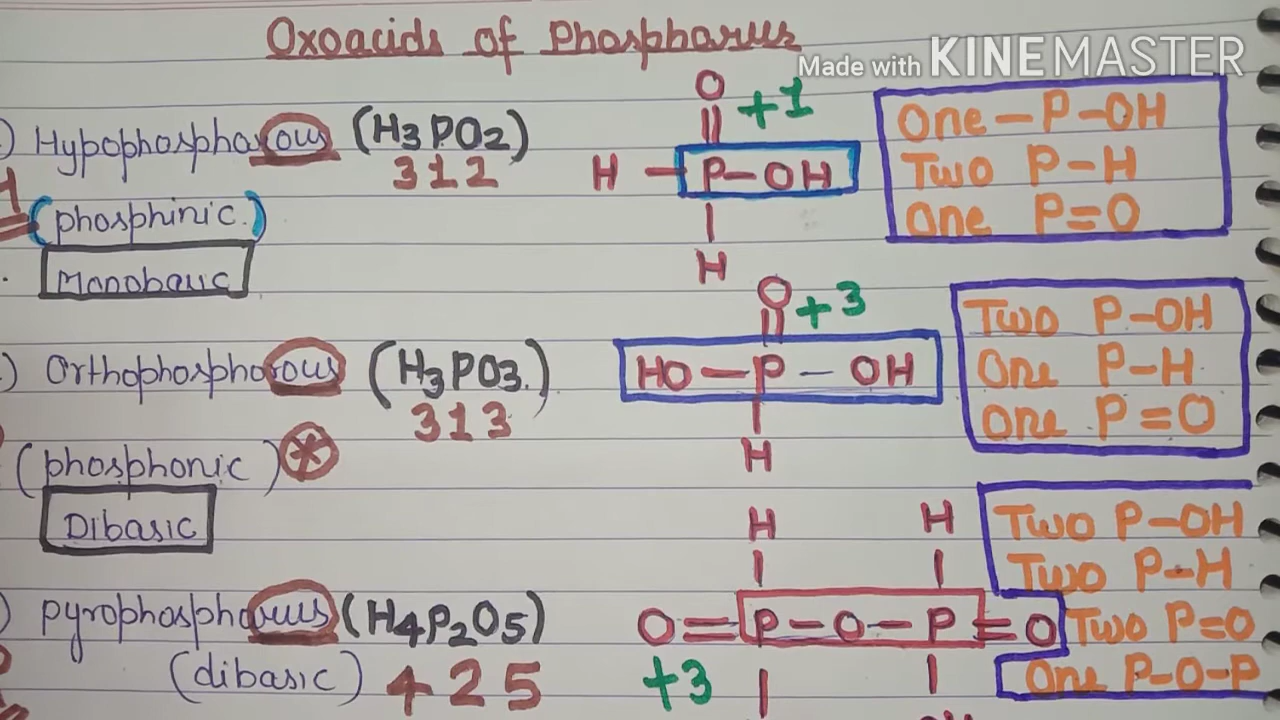 Oxoacids of Phosphorus
Made with KINEMASTER
) Hypophosphorous (H3PO2)
312
(phosphinic.)
Monobasic
O
+1
H – P – OH
H
One – P – OH
Two P – H
One P = O
) Orthophosphorous (H3PO3.)
313
(phosphonic) *
Dibasic
O
+3
HO – P – OH
H
Two P – OH
One P – H
One P = O
) pyrophosphorous (H4P2O5)
(dibasic) 425
H H
O = P – O – P = O
+3
Two P – OH
Two P – H
Two P = O
One P – O – P